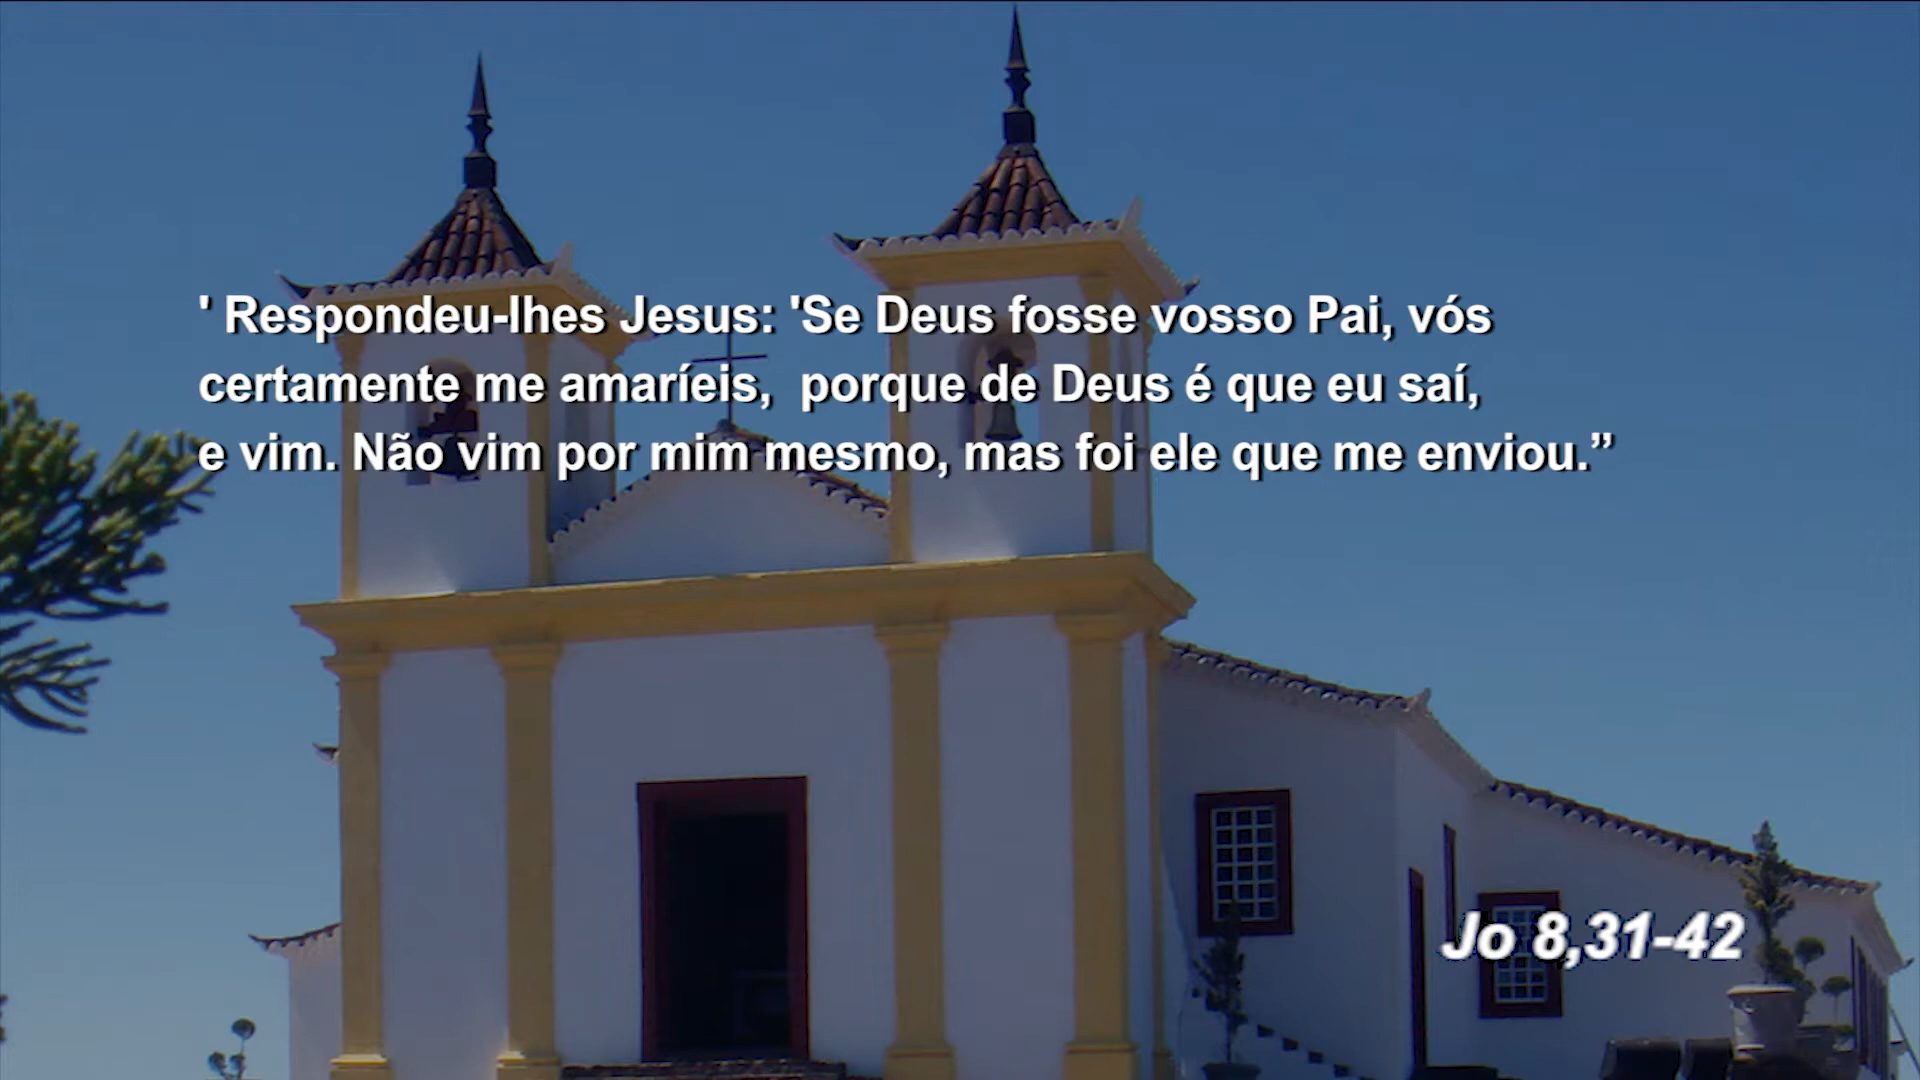 ' Respondeu-lhes Jesus: 'Se Deus fosse vosso Pai, vós
certamente me amaríeis,  porque de Deus é que eu saí,
e vim. Não vim por mim mesmo, mas foi ele que me enviou.”
Jo 8,31-42